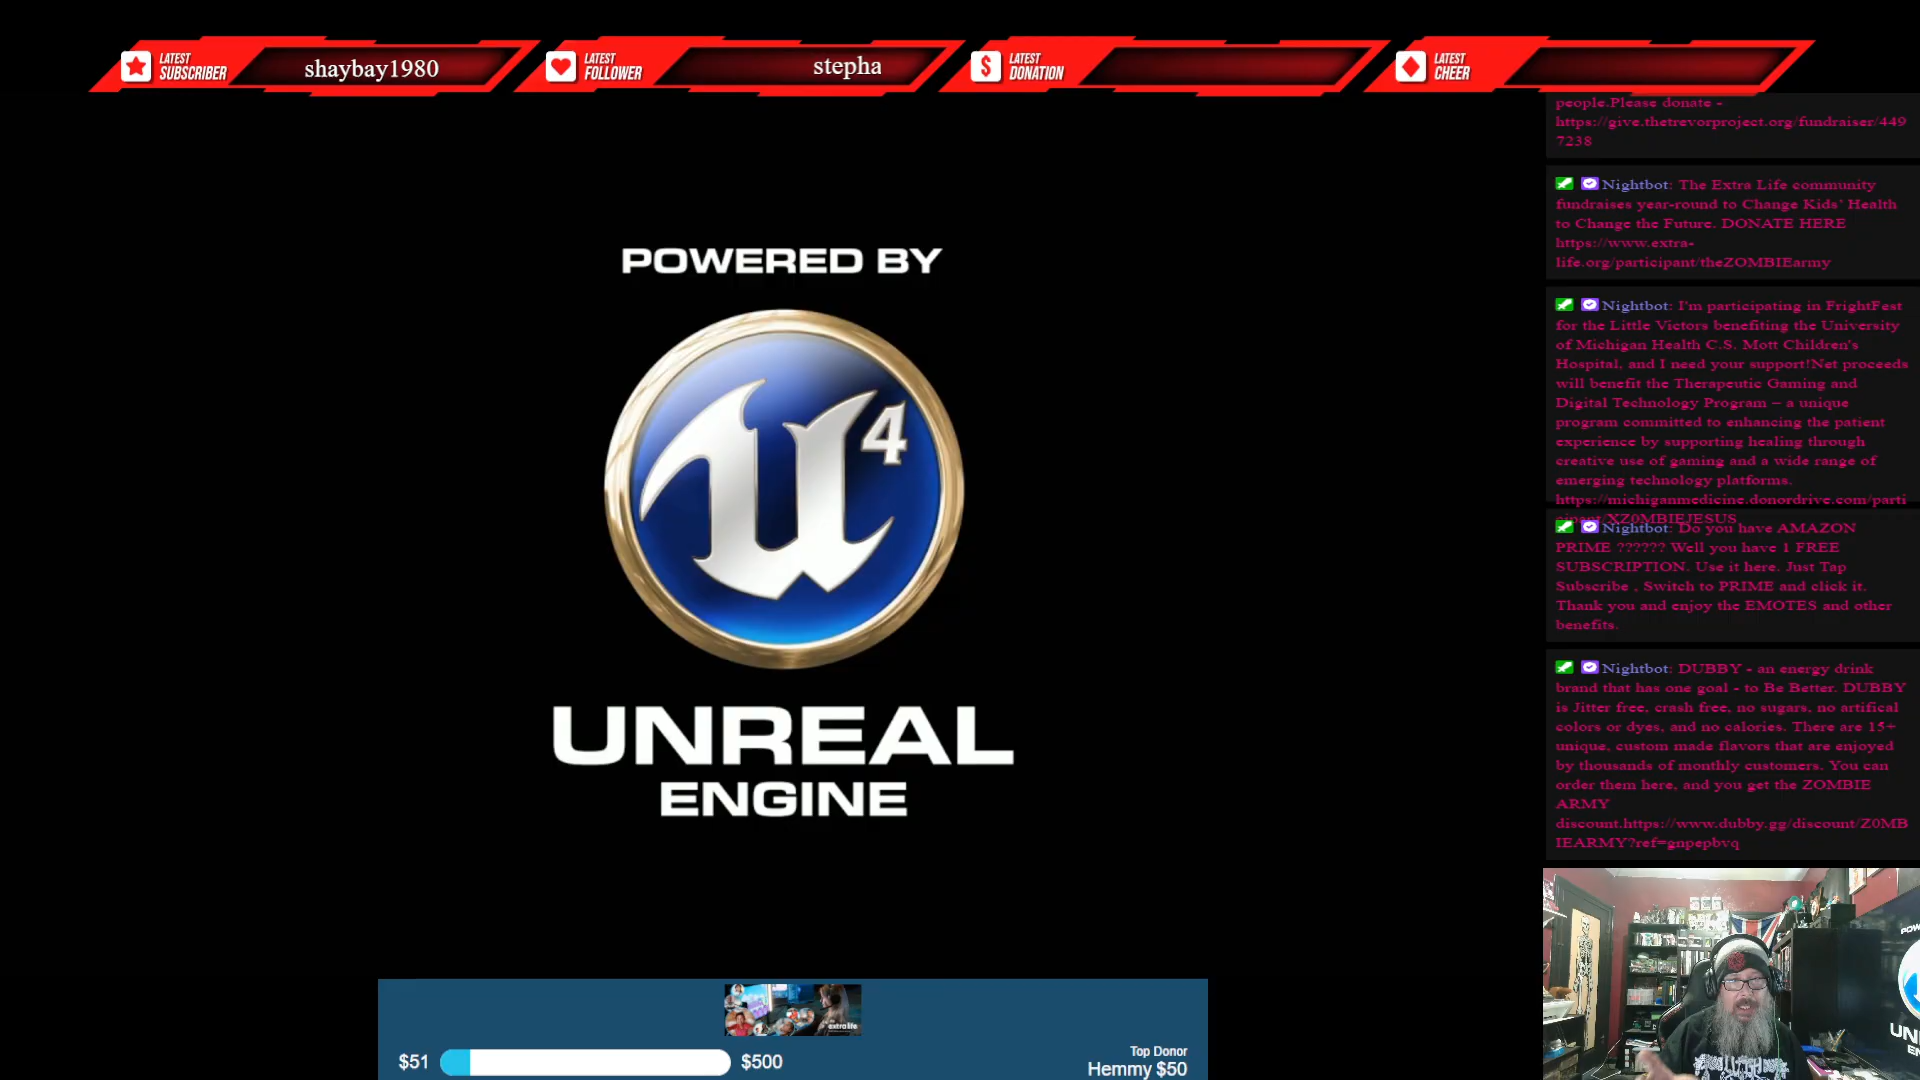 LATEST
SUBSCRIBER
shaybay1980
LATEST
FOLLOWER
stepha
LATEST
DONATION
LATEST
CHEER
POWERED BY
4
UNREAL
ENGINE
people.Please donate -
https://give.thetrevorproject.org/fundraiser/449
7238
Nightbot: The Extra Life community
fundraises year-round to Change Kids' Health
to Change the Future. DONATE HERE
https://www.extra-
life.org/participant/theZOMBIEarmy
Nightbot: I'm participating in FrightFest
for the Little Victors benefiting the University
of Michigan Health C.S. Mott Children's
Hospital, and I need your support!Net proceeds
will benefit the Therapeutic Gaming and
Digital Technology Program – a unique
program committed to enhancing the patient
experience by supporting healing through
creative use of gaming and a wide range of
emerging technology platforms.
https://michiganmedicine.donordrive.com/parti
cipant/XZ0MBIEJESUS
Nightbot: Do you have AMAZON
PRIME ?????? Well you have 1 FREE
SUBSCRIPTION. Use it here. Just Tap
Subscribe , Switch to PRIME and click it.
Thank you and enjoy the EMOTES and other
benefits.
Nightbot: DUBBY - an energy drink
brand that has one goal - to Be Better. DUBBY
is Jitter free, crash free, no sugars, no artifical
colors or dyes, and no calories. There are 15+
unique, custom made flavors that are enjoyed
by thousands of monthly customers. You can
order them here, and you get the ZOMBIE
ARMY
discount.https://www.dubby.gg/discount/Z0MB
IEARMY?ref=gnpepbvq
extralife
$51
$500
Top Donor
Hemmy $50